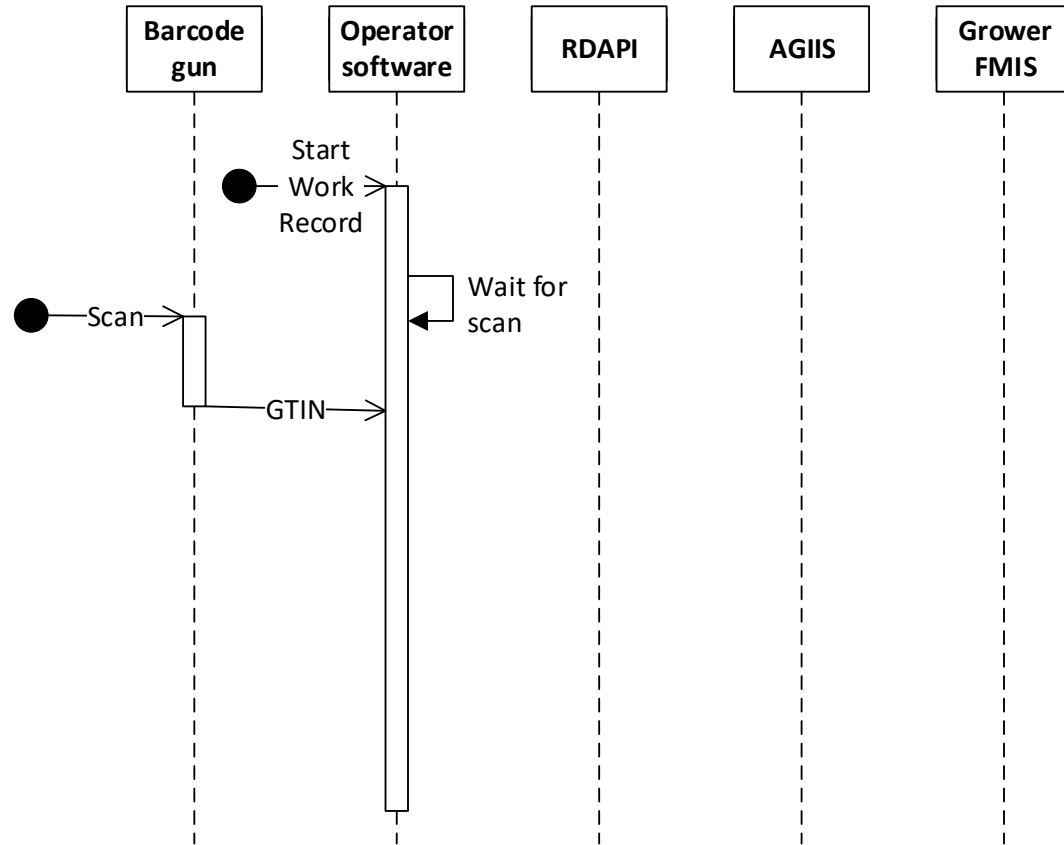 Barcode
gun
Operator
software
RDAPI
AGIIS
Grower
FMIS
Start
Work
Record
Wait for
scan
Scan
GTIN